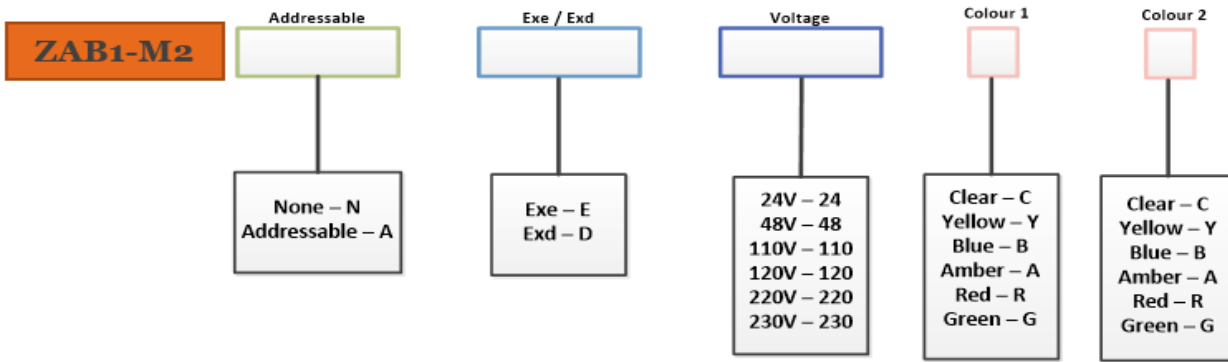 Addressable
Exe / Exd
Voltage
Colour 1
Colour 2
ZAB1-M2
None – N
Addressable – A
Exe – E
Exd – D
24V – 24
48V – 48
110V – 110
120V – 120
220V – 220
230V – 230
Clear – C
Yellow – Y
Blue – B
Amber – A
Red – R
Green – G
Clear – C
Yellow – Y
Blue – B
Amber – A
Red – R
Green – G